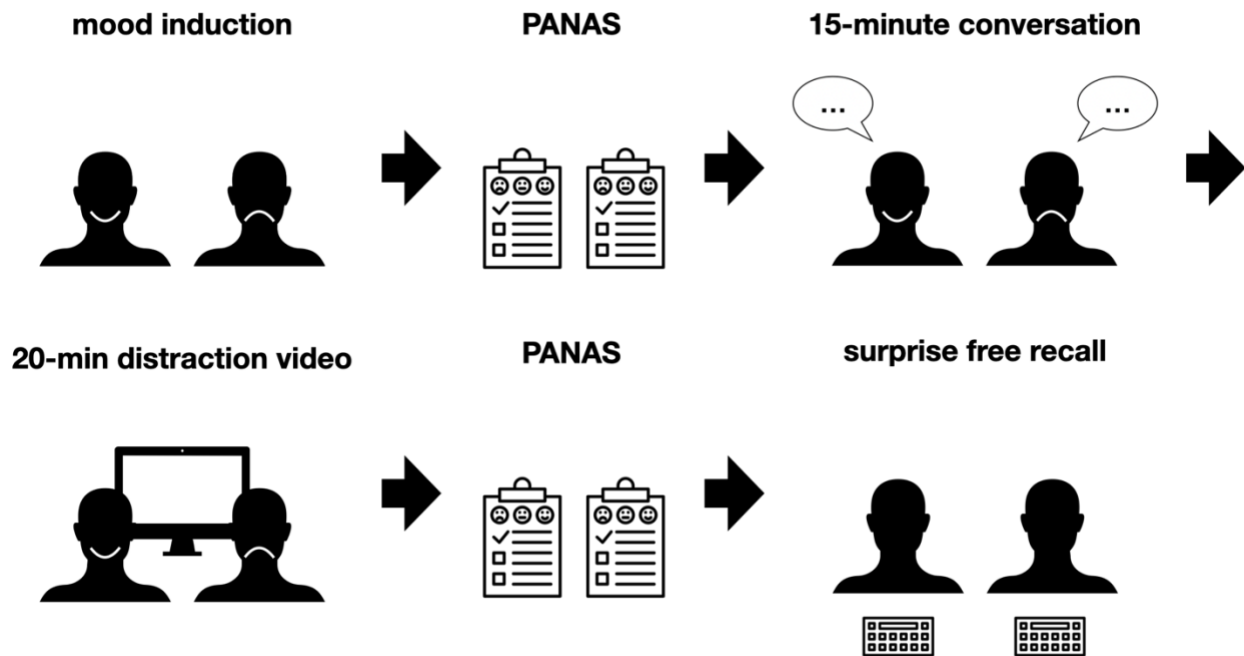 mood induction
PANAS
15-minute conversation
...
...
20-min distraction video
PANAS
surprise free recall